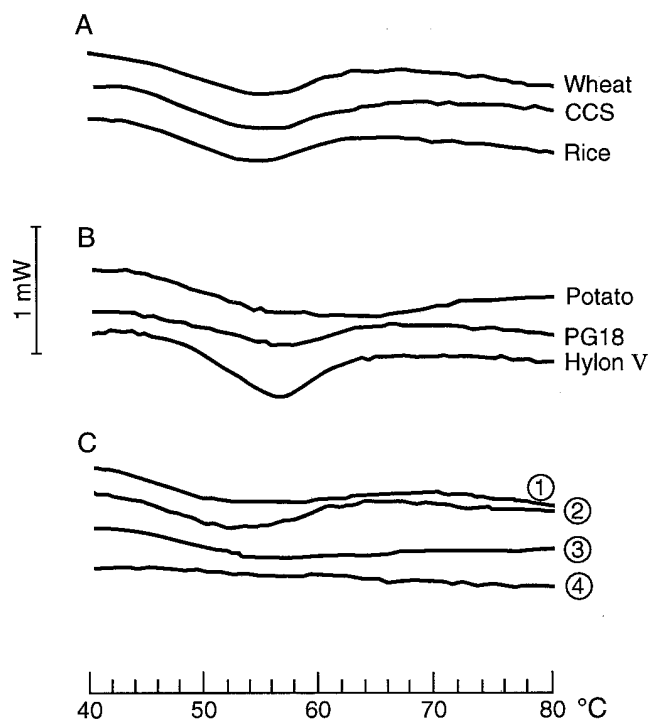 A
Wheat
CCS
Rice
1 mW
B
Potato
PG18
Hylon V
C
①
②
③
④
40 50 60 70 80 °C